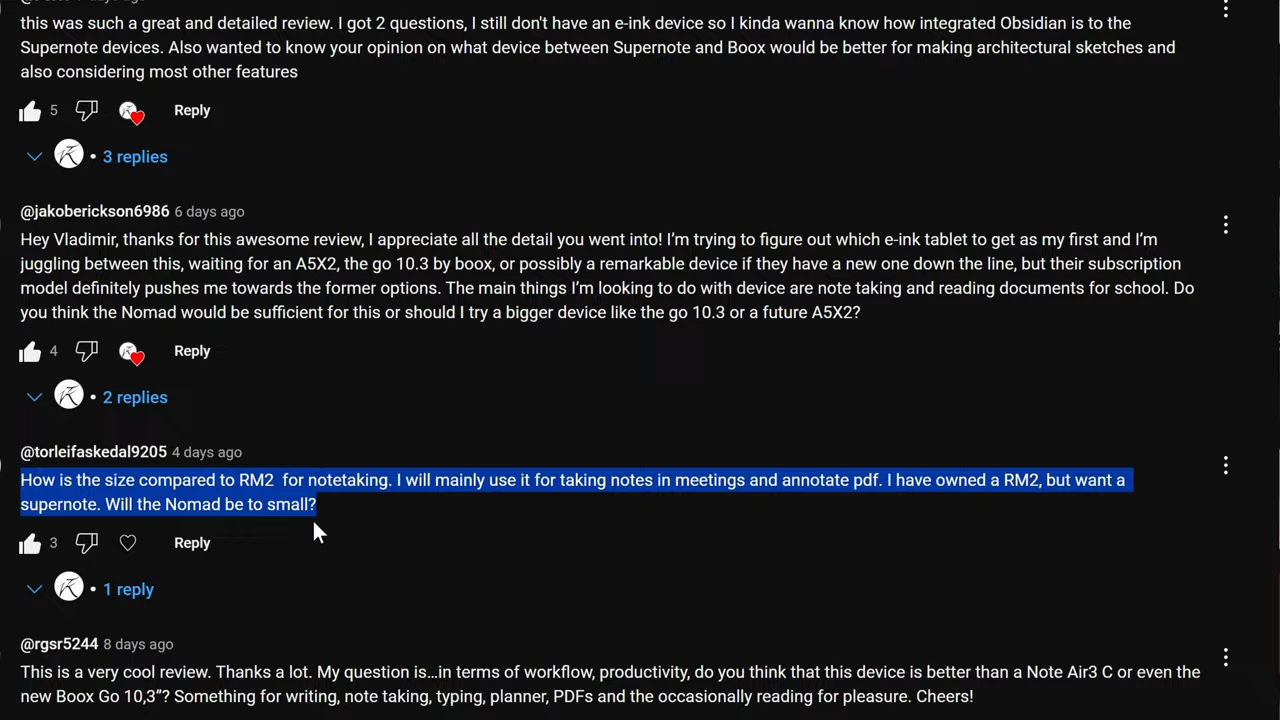 this was such a great and detailed review. I got 2 questions, I still don't have an e-ink device so I kinda wanna know how integrated Obsidian is to the
Supernote devices. Also wanted to know your opinion on what device between Supernote and Boox would be better for making architectural sketches and
also considering most other features
5 Reply
• 3 replies
@jakoberickson6986 6 days ago
Hey Vladimir, thanks for this awesome review, I appreciate all the detail you went into! I'm trying to figure out which e-ink tablet to get as my first and I'm
juggling between this, waiting for an A5X2, the go 10.3 by boox, or possibly a remarkable device if they have a new one down the line, but their subscription
model definitely pushes me towards the former options. The main things I'm looking to do with device are note taking and reading documents for school. Do
you think the Nomad would be sufficient for this or should I try a bigger device like the go 10.3 or a future A5X2?
4 Reply
• 2 replies
@torleifaskedal9205 4 days ago
How is the size compared to RM2  for notetaking. I will mainly use it for taking notes in meetings and annotate pdf. I have owned a RM2, but want a
supernote. Will the Nomad be to small?
3 Reply
• 1 reply
@rgsr5244 8 days ago
This is a very cool review. Thanks a lot. My question is…in terms of workflow, productivity, do you think that this device is better than a Note Air3 C or even the
new Boox Go 10,3”? Something for writing, note taking, typing, planner, PDFs and the occasionally reading for pleasure. Cheers!